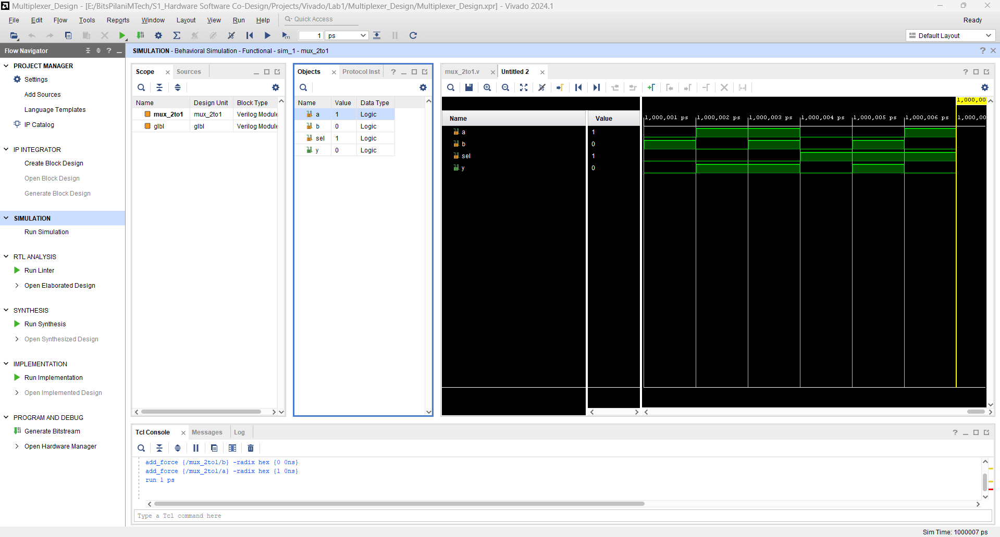 Multiplexer_Design - [E:/BitsPilaniMTech/S1_Hardware Software Co-Design/Projects/Vivado/Lab1/Multiplexer_Design/Multiplexer_Design.xpr] - Vivado 2024.1
File Edit Flow Tools Reports Window Layout View Run Help Quick Access Ready
1 ps Default Layout
Flow Navigator
SIMULATION - Behavioral Simulation - Functional - sim_1 - mux_2to1
PROJECT MANAGER
Settings
Add Sources
Language Templates
IP Catalog
IP INTEGRATOR
Create Block Design
Open Block Design
Generate Block Design
SIMULATION
Run Simulation
RTL ANALYSIS
Run Linter
Open Elaborated Design
SYNTHESIS
Run Synthesis
Open Synthesized Design
IMPLEMENTATION
Run Implementation
Open Implemented Design
PROGRAM AND DEBUG
Generate Bitstream
Open Hardware Manager
Scope Sources
Name Design Unit Block Type
mux_2to1 mux_2to1 Verilog Module
glbl glbl Verilog Module
Objects Protocol Inst
Name Value Data Type
a 1 Logic
b 0 Logic
sel 1 Logic
y 0 Logic
mux_2to1.v Untitled 2
1,000,00
Name Value 1,000,001 ps 1,000,002 ps 1,000,003 ps 1,000,004 ps 1,000,005 ps 1,000,006 ps 1,000,00
a 1
b 0
sel 1
y 0
Tcl Console Messages Log
add_force {/mux_2to1/b} -radix hex {0 0ns}
add_force {/mux_2to1/a} -radix hex {1 0ns}
run 1 ps
Type a Tcl command here
Sim Time: 1000007 ps